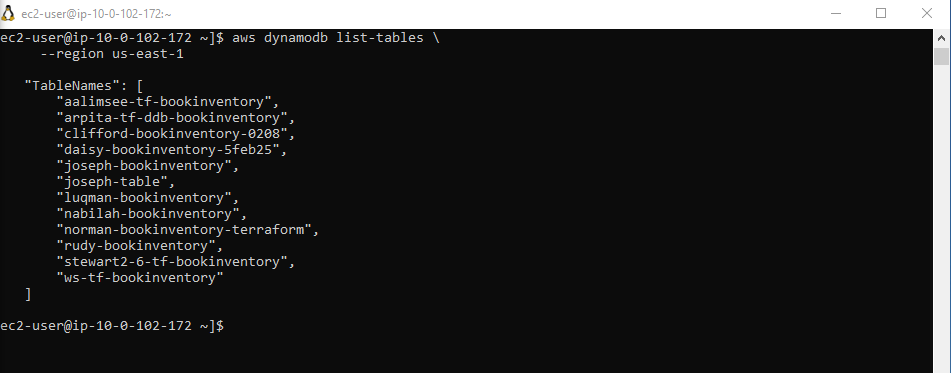 ec2-user@ip-10-0-102-172:~
ec2-user@ip-10-0-102-172 ~]$ aws dynamodb list-tables \
--region us-east-1
"TableNames": [
"aalimsee-tf-bookinventory",
"arpita-tf-ddb-bookinventory",
"clifford-bookinventory-0208",
"daisy-bookinventory-5feb25",
"joseph-bookinventory",
"joseph-table",
"luqman-bookinventory",
"nabilah-bookinventory",
"norman-bookinventory-terraform",
"rudy-bookinventory",
"stewart2-6-tf-bookinventory",
"ws-tf-bookinventory"
]
ec2-user@ip-10-0-102-172 ~]$